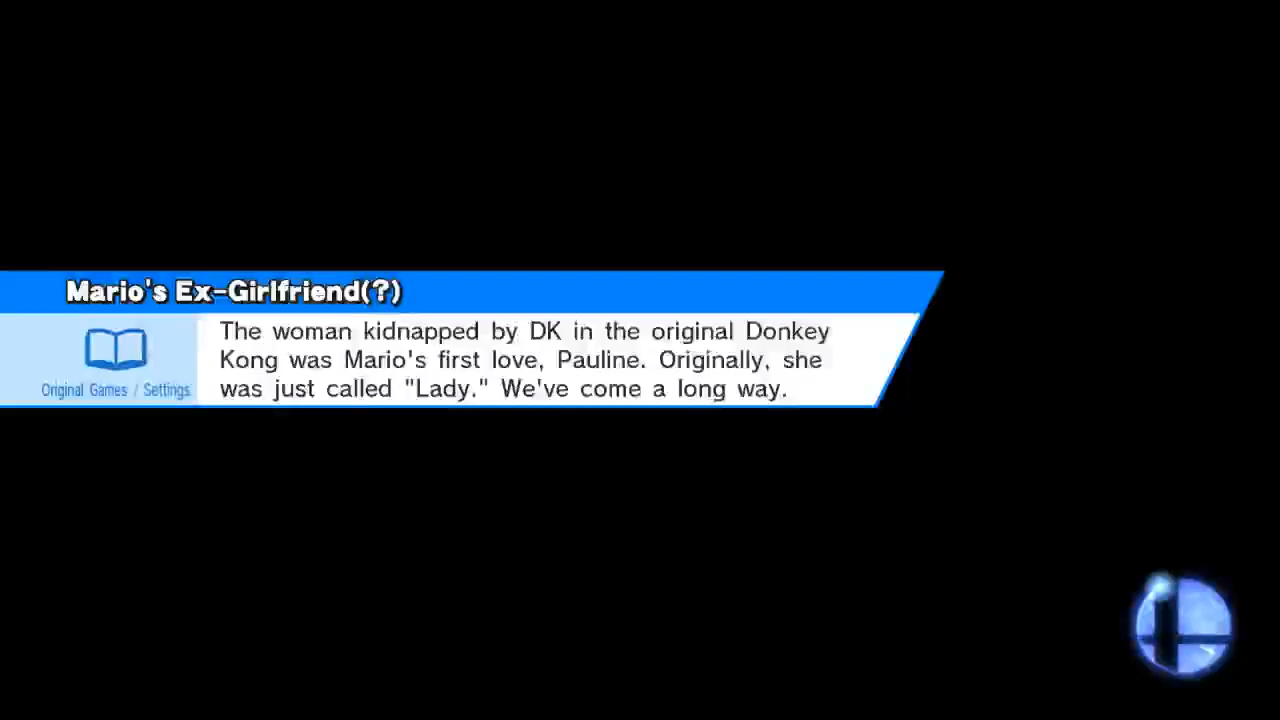 Mario's Ex-Girlfriend(?)
The woman kidnapped by DK in the original Donkey
Kong was Mario's first love, Pauline. Originally, she
was just called "Lady." We've come a long way.
Original Games / Settings